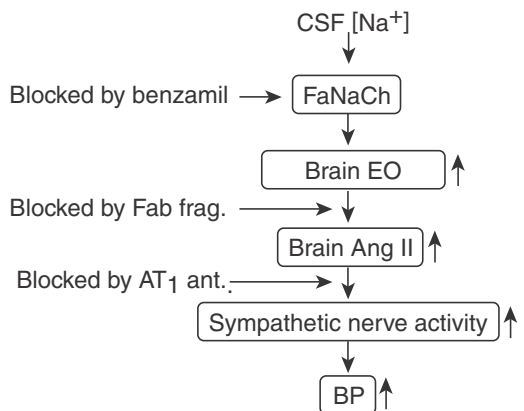 CSF [Na+]
Blocked by benzamil
FaNaCh
Brain EO
Blocked by Fab frag.
Brain Ang II
Blocked by AT1 ant..
Sympathetic nerve activity
BP